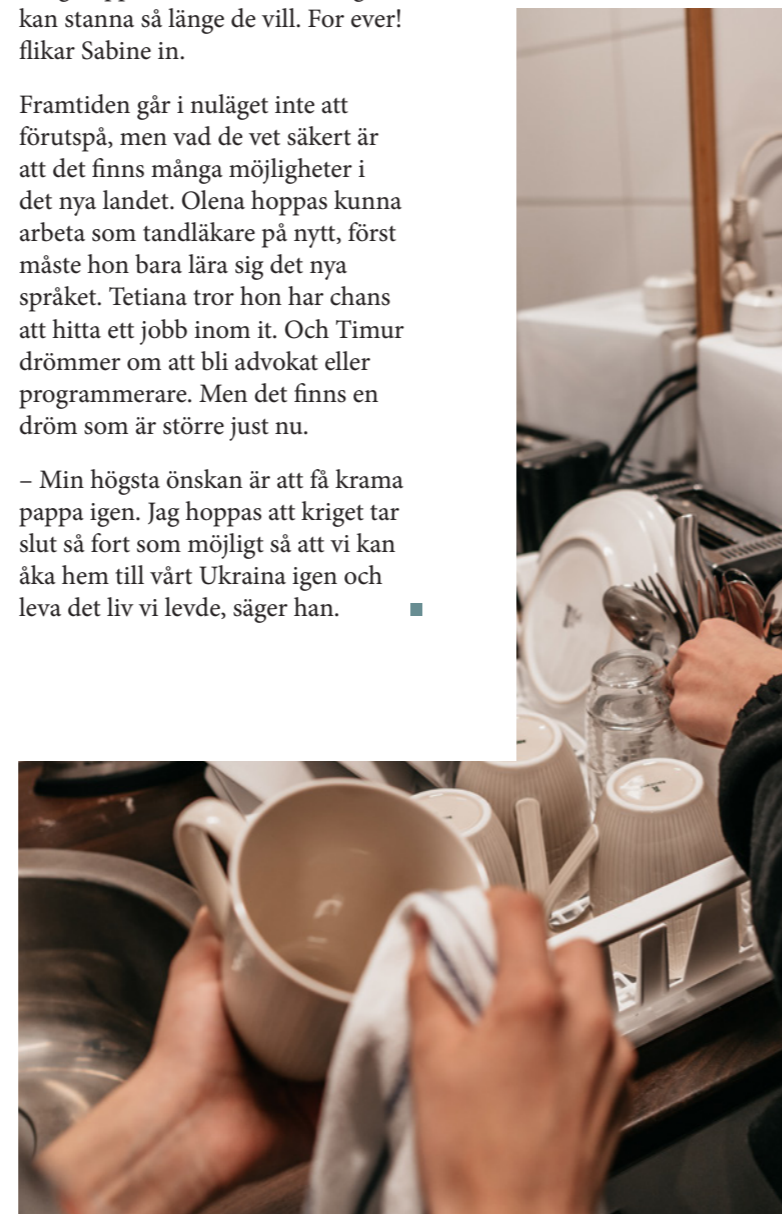 kan stanna så länge de vill. For ever!
flikar Sabine in.
Framtiden går i nuläget inte att
förutspå, men vad de vet säkert är
att det finns många möjligheter i
det nya landet. Olena hoppas kunna
arbeta som tandläkare på nytt, först
måste hon bara lära sig det nya
språket. Tetiana tror hon har chans
att hitta ett jobb inom it. Och Timur
drömmer om att bli advokat eller
programmerare. Men det finns en
dröm som är större just nu.
– Min högsta önskan är att få krama
pappa igen. Jag hoppas att kriget tar
slut så fort som möjligt så att vi kan
åka hem till vårt Ukraina igen och
leva det liv vi levde, säger han.